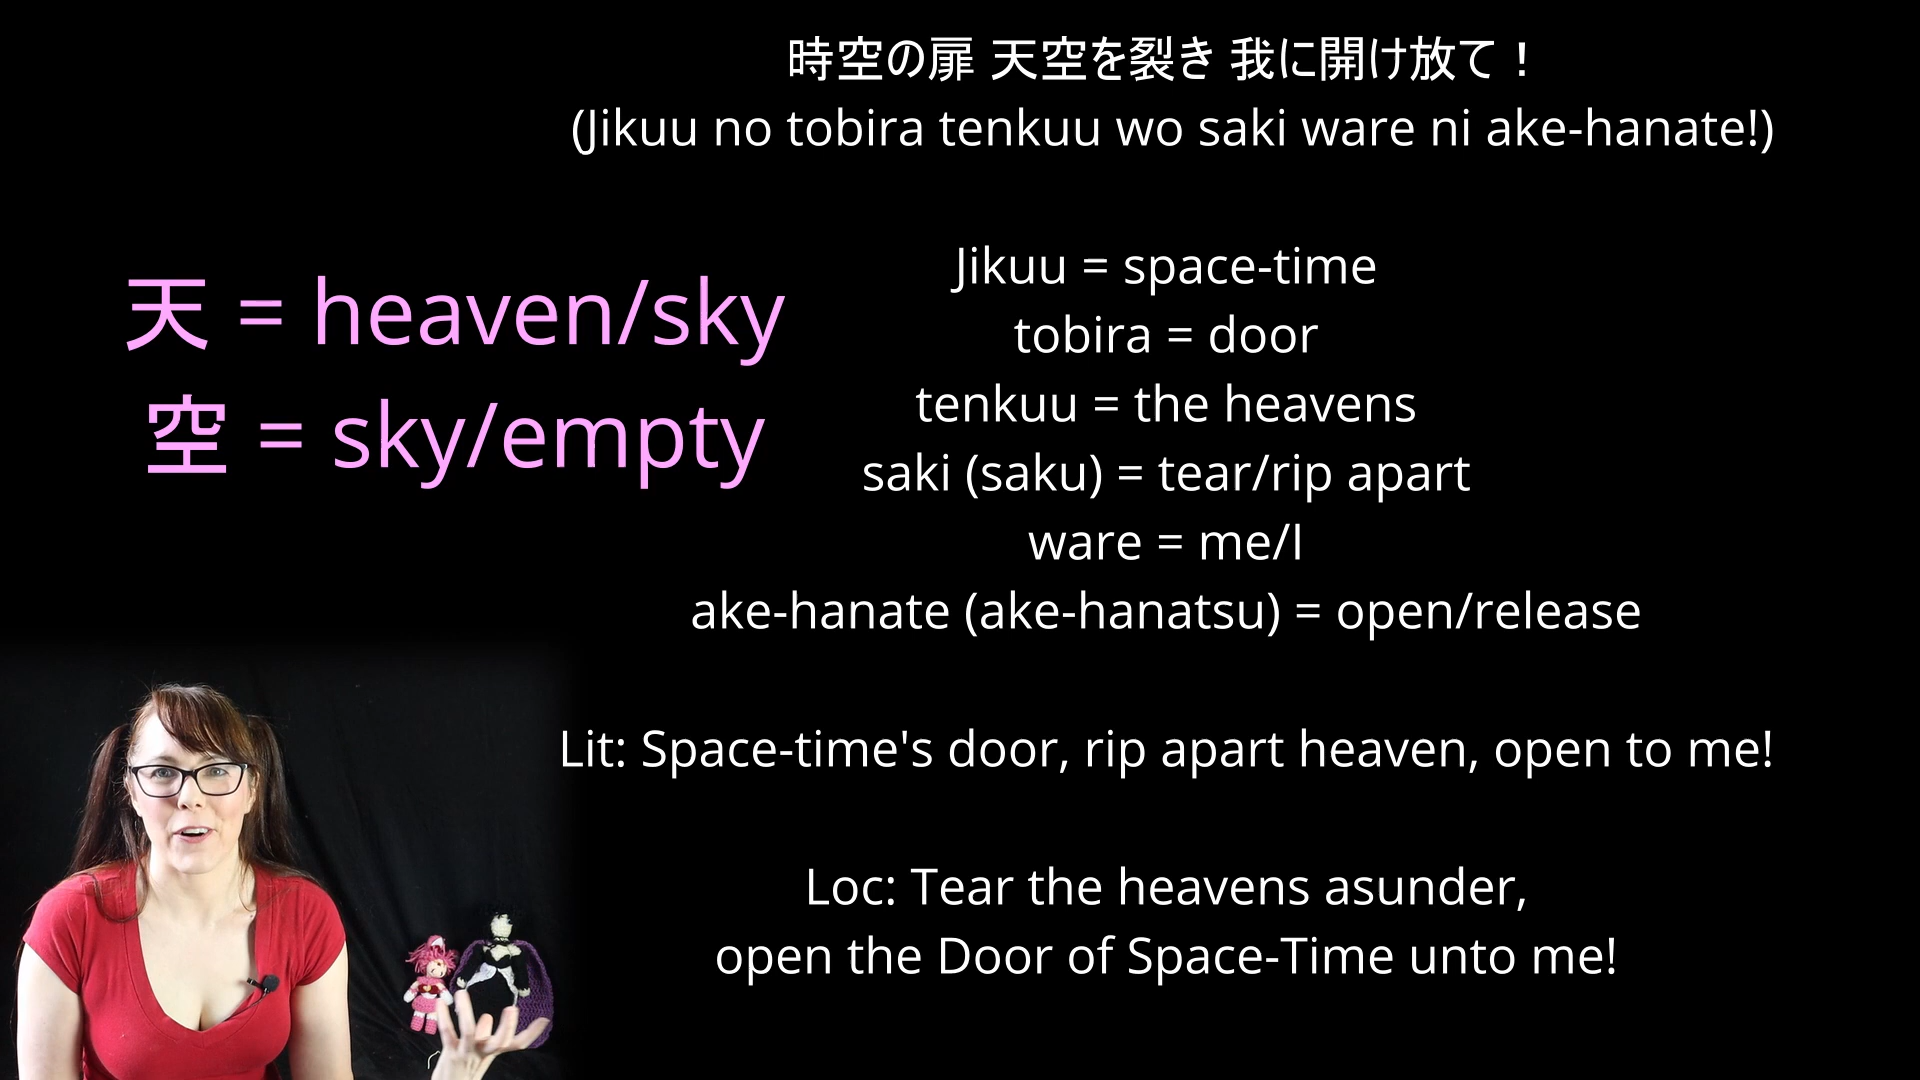 時空の扉 天空を裂き 我に開け放て！
(Jikuu no tobira tenkuu wo saki ware ni ake-hanate!)
天 = heaven/sky
空 = sky/empty
Jikuu = space-time
tobira = door
tenkuu = the heavens
saki (saku) = tear/rip apart
ware = me/I
ake-hanate (ake-hanatsu) = open/release
Lit: Space-time's door, rip apart heaven, open to me!
Loc: Tear the heavens asunder,
open the Door of Space-Time unto me!